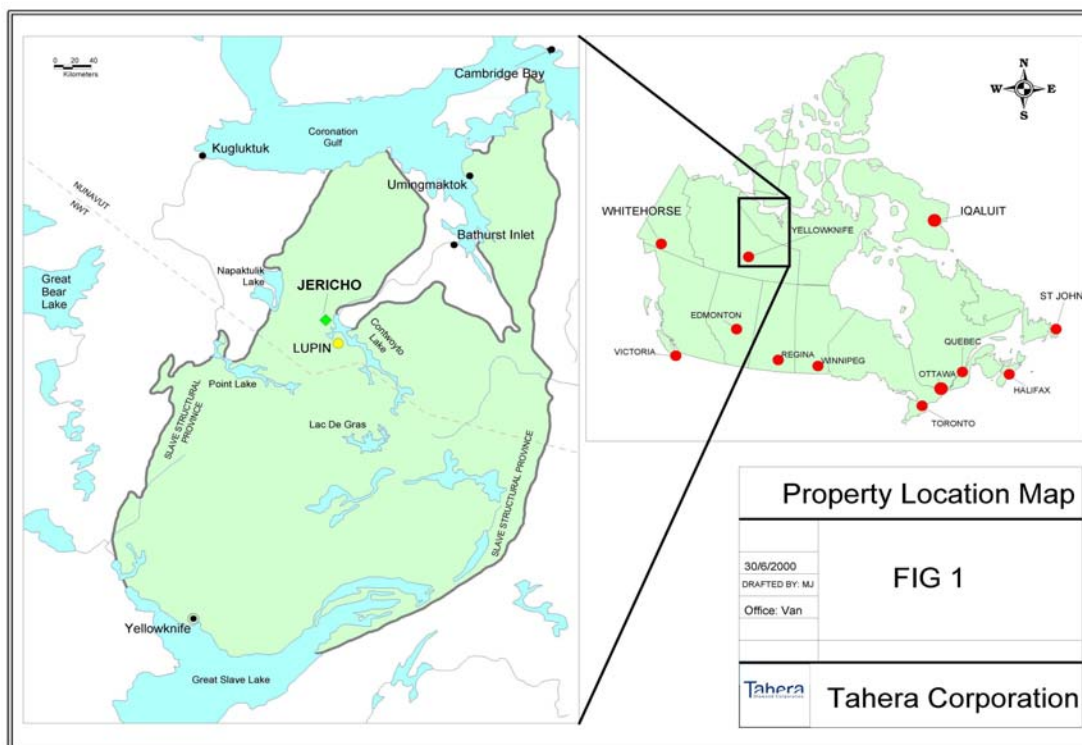 0 20 40
Kilometers
Cambridge Bay
Coronation
Gulf
Kugluktuk
Umingmaktok
NUNAVUT
NWT
Bathurst Inlet
Napaktulik
Lake
Great
Bear
Lake
JERICHO
Contwoyto
Lake
LUPIN
Point Lake
SLAVE STRUCTURAL
PROVINCE
Lac De Gras
SLAVE STRUCTURAL PROVINCE
Yellowknife
Great Slave Lake
N
W E
S
WHITEHORSE
YELLOWKNIFE
IQALUIT
EDMONTON
ST JOHN
VICTORIA
REGINA
WINNIPEG
QUEBEC
OTTAWA
HALIFAX
TORONTO
Property Location Map
30/6/2000
DRAFTED BY: MJ
Office: Van
FIG 1
Tahera
Diamond Corporation
Tahera Corporation